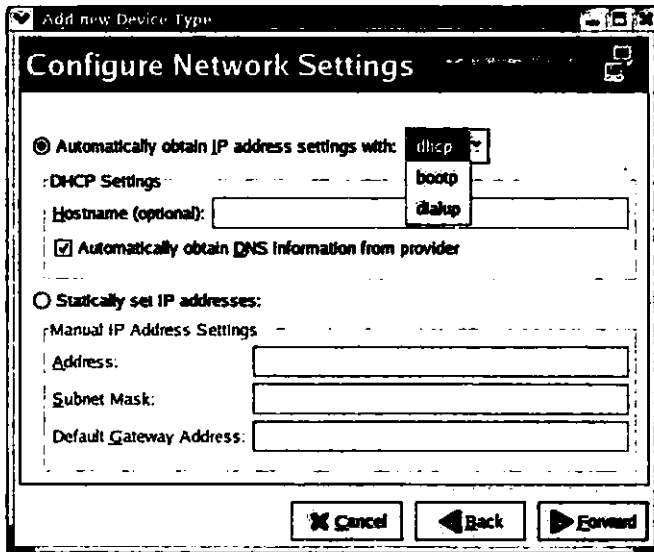 Add new Device Type
Configure Network Settings
Automatically obtain IP address settings with: dhcp
bootp
dialup
DHCP Settings
Hostname (optional):
Automatically obtain DNS information from provider
Statically set IP addresses:
Manual IP Address Settings
Address:
Subnet Mask:
Default Gateway Address:
Cancel Back Forward